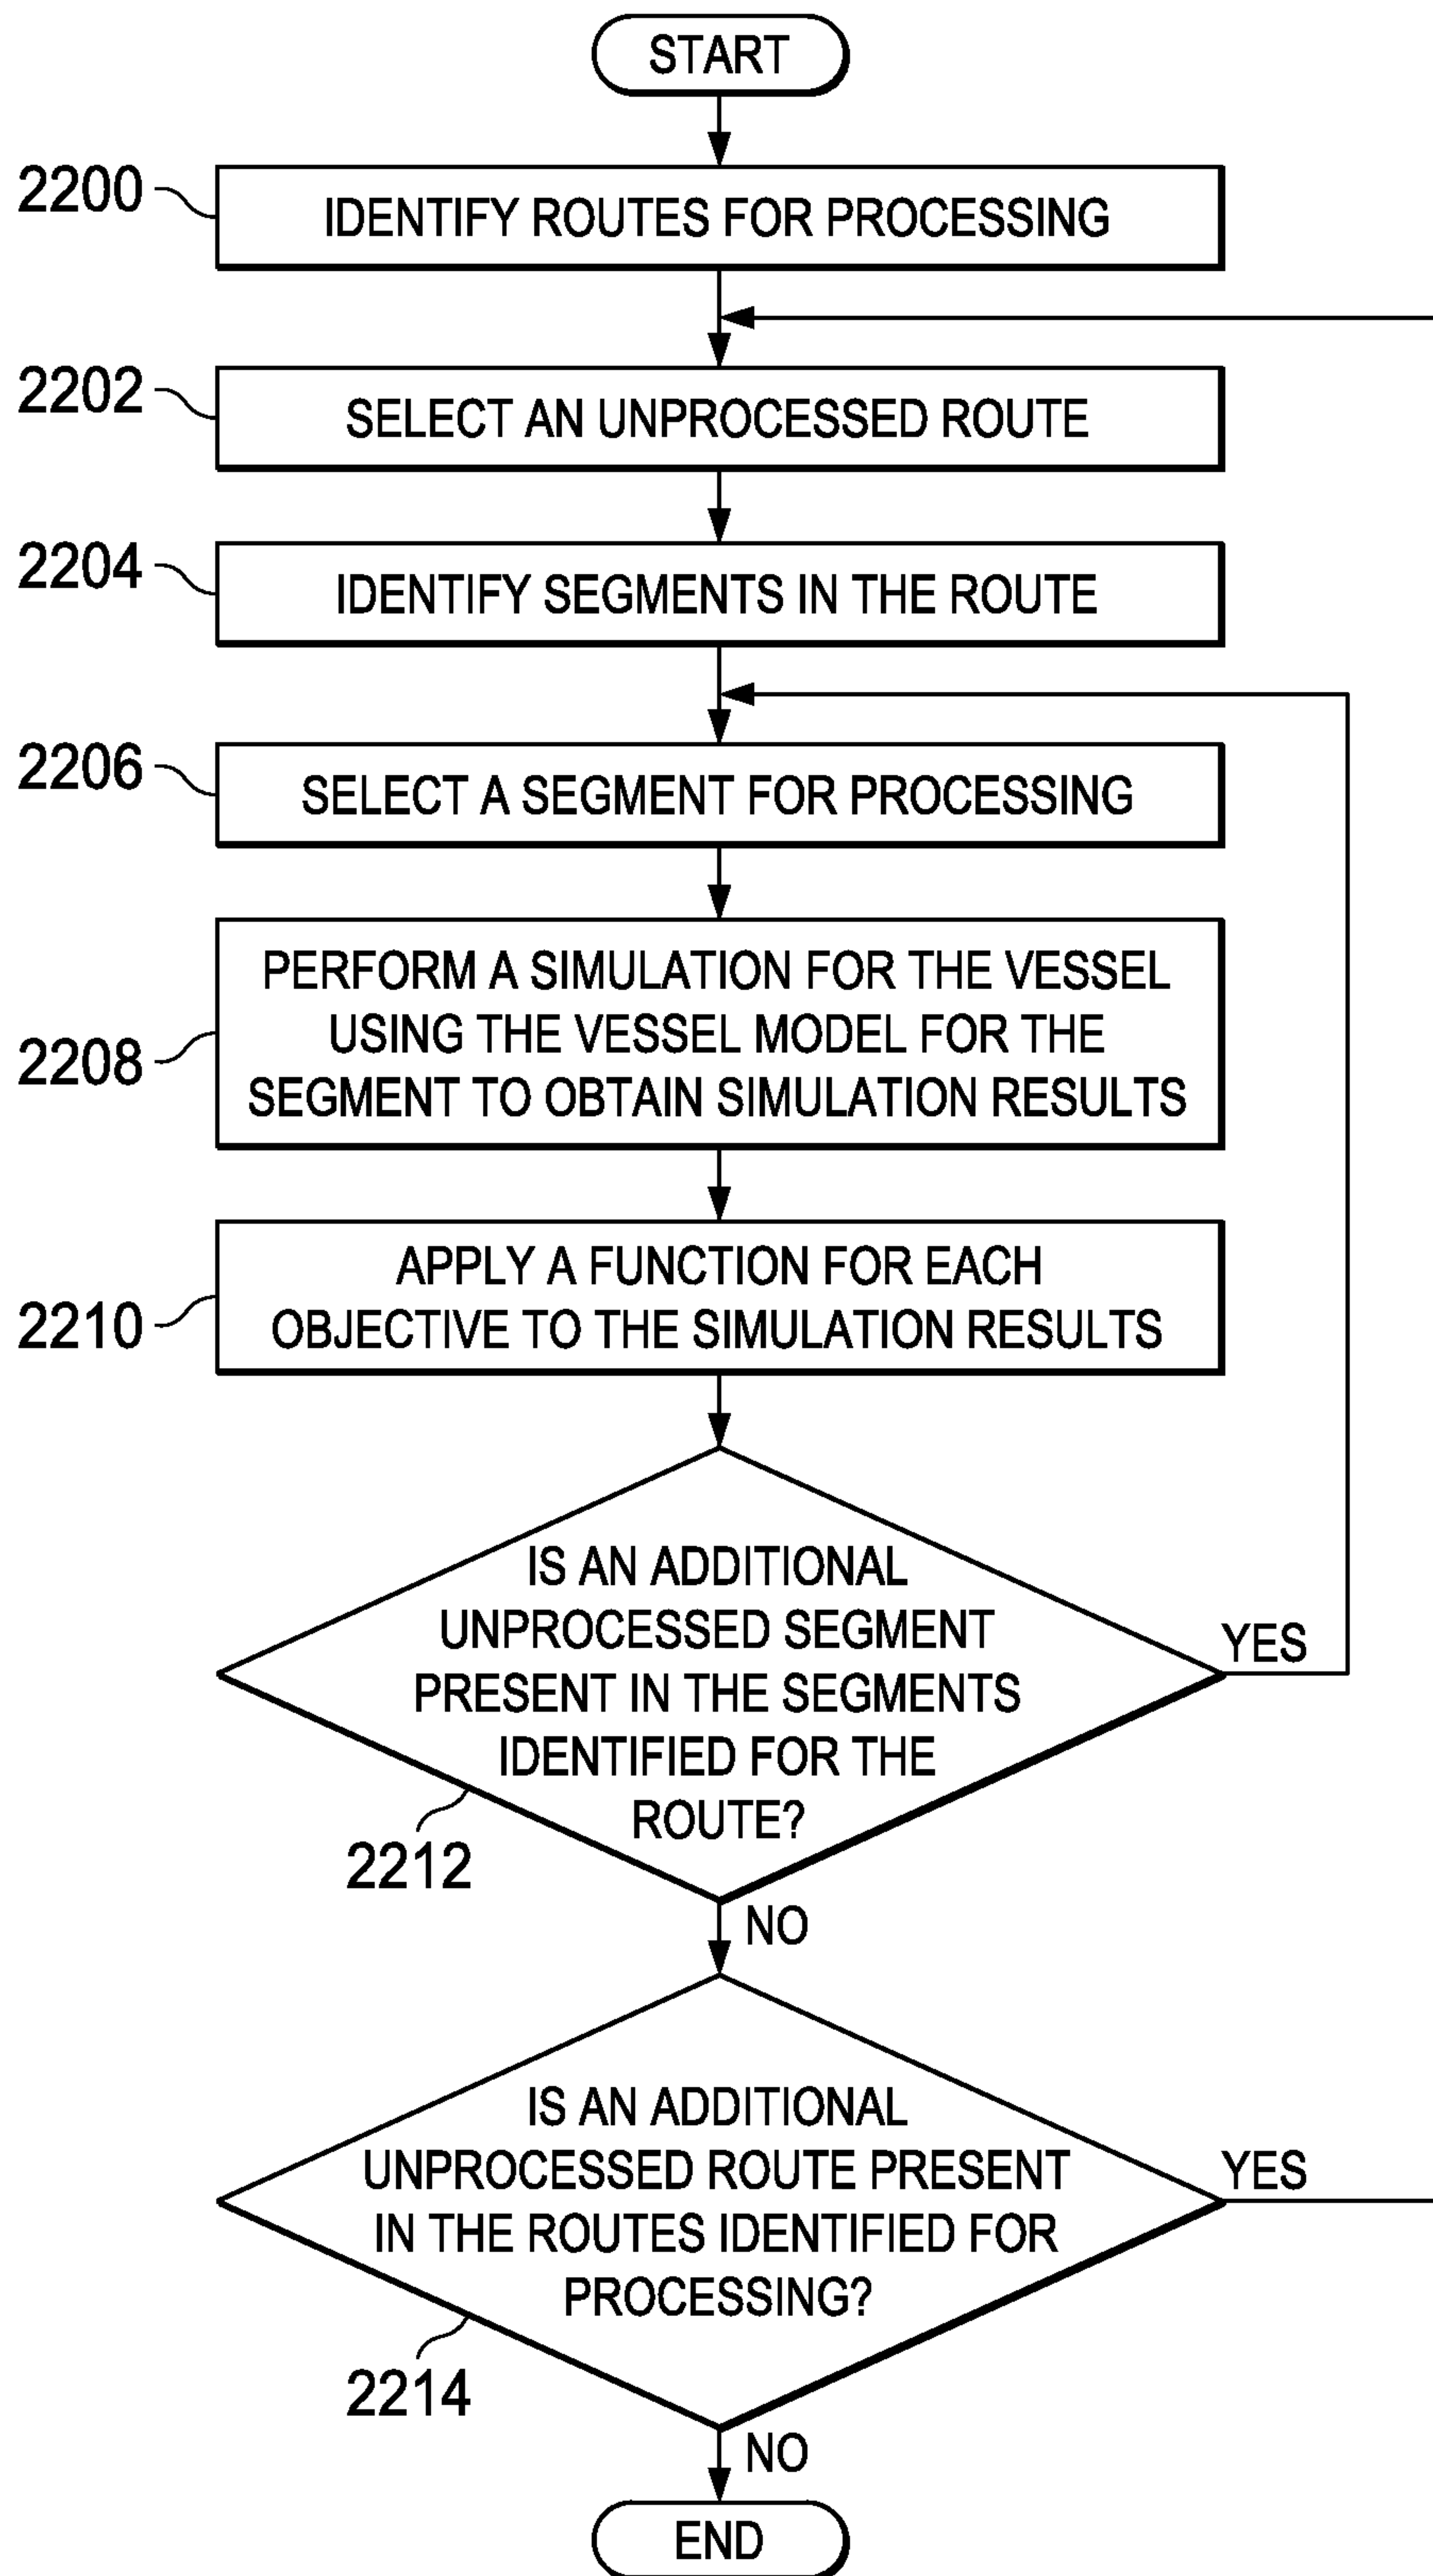 START
2200
IDENTIFY ROUTES FOR PROCESSING
2202
SELECT AN UNPROCESSED ROUTE
2204
IDENTIFY SEGMENTS IN THE ROUTE
2206
SELECT A SEGMENT FOR PROCESSING
2208
PERFORM A SIMULATION FOR THE VESSEL
USING THE VESSEL MODEL FOR THE
SEGMENT TO OBTAIN SIMULATION RESULTS
2210
APPLY A FUNCTION FOR EACH
OBJECTIVE TO THE SIMULATION RESULTS
IS AN ADDITIONAL
UNPROCESSED SEGMENT
PRESENT IN THE SEGMENTS
IDENTIFIED FOR THE
ROUTE?
YES
2212
NO
IS AN ADDITIONAL
UNPROCESSED ROUTE PRESENT
IN THE ROUTES IDENTIFIED FOR
PROCESSING?
YES
2214
NO
END